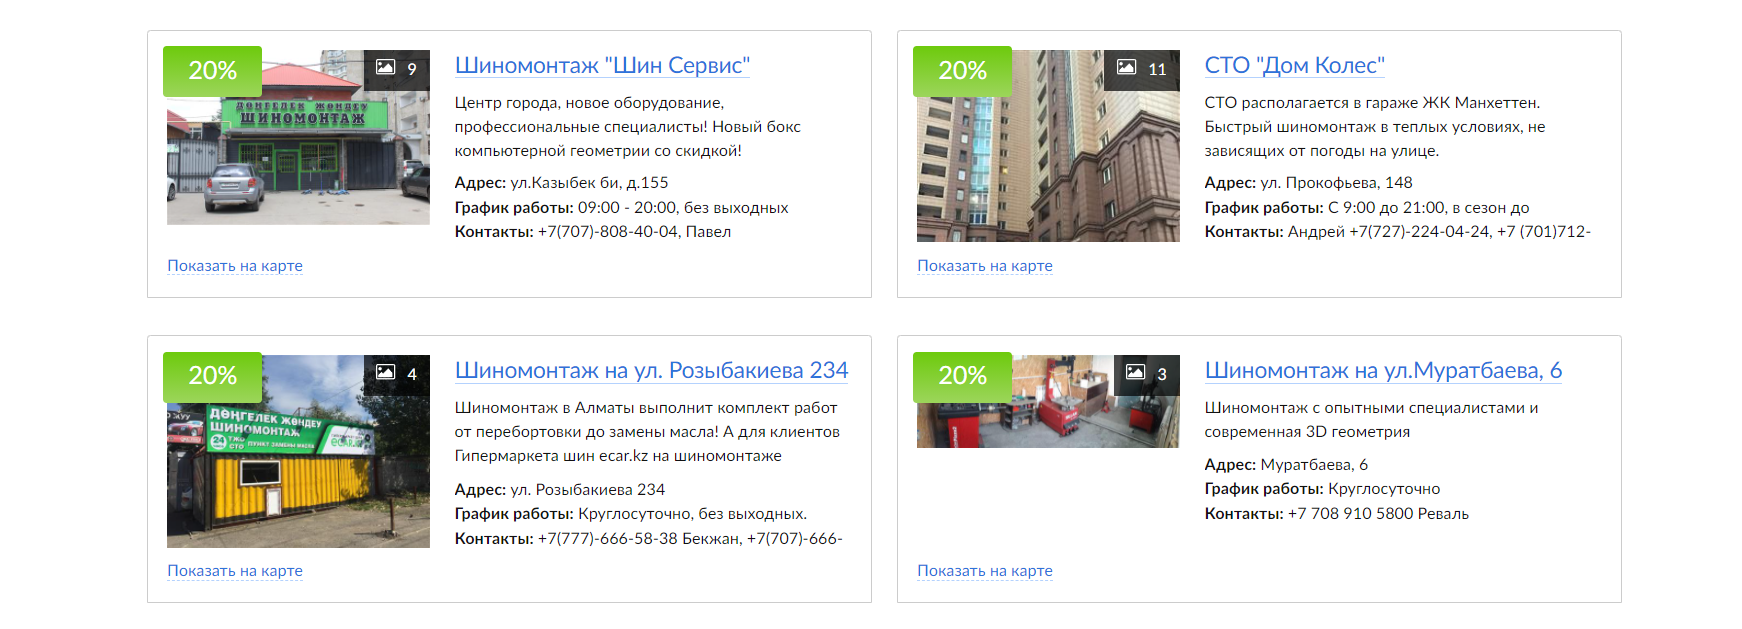 20%
9
ДӨҢГЕЛЕК ЖӨНДЕУ
ШИНОМОНТАЖ
Шиномонтаж "Шин Сервис"
Центр города, новое оборудование,
профессиональные специалисты! Новый бокс
компьютерной геометрии со скидкой!
Адрес: ул.Казыбек би, д.155
График работы: 09:00 - 20:00, без выходных
Контакты: +7(707)-808-40-04, Павел
Показать на карте
20%
11
СТО "Дом Колес"
СТО располагается в гараже ЖК Манхеттен.
Быстрый шиномонтаж в теплых условиях, не
зависящих от погоды на улице.
Адрес: ул. Прокофьева, 148
График работы: С 9:00 до 21:00, в сезон до
Контакты: Андрей +7(727)-224-04-24, +7 (701)712-
Показать на карте
20%
4
ЖУУ
ДӨҢГЕЛЕК ЖӨНДЕУ
ШИНОМОНТАЖ
24
СТО
ПУНКТ ЗАМЕНЫ МАСЛА
Шиномонтаж на ул. Розыбакиева 234
Шиномонтаж в Алматы выполнит комплект работ
от перебортовки до замены масла! А для клиентов
Гипермаркета шин ecar.kz на шиномонтаже
Адрес: ул. Розыбакиева 234
График работы: Круглосуточно, без выходных.
Контакты: +7(777)-666-58-38 Бекжан, +7(707)-666-
Показать на карте
20%
3
Шиномонтаж на ул.Муратбаева, 6
Шиномонтаж с опытными специалистами и
современная 3D геометрия
Адрес: Муратбаева, 6
График работы: Круглосуточно
Контакты: +7 708 910 5800 Реваль
Показать на карте